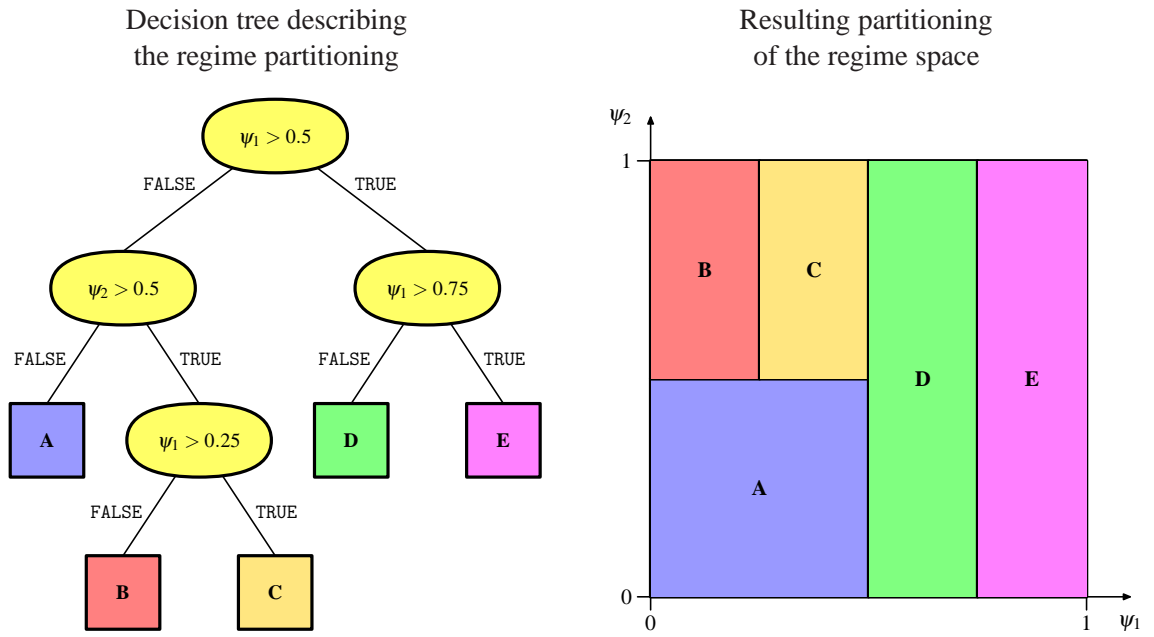 Decision tree describing
the regime partitioning
ψ₁ > 0.5
FALSE
TRUE
ψ₂ > 0.5
ψ₁ > 0.75
FALSE
TRUE
FALSE
TRUE
A
ψ₁ > 0.25
D
E
FALSE
TRUE
B
C
Resulting partitioning
of the regime space
ψ₂
1
B
C
D
E
A
0
0
1
ψ₁